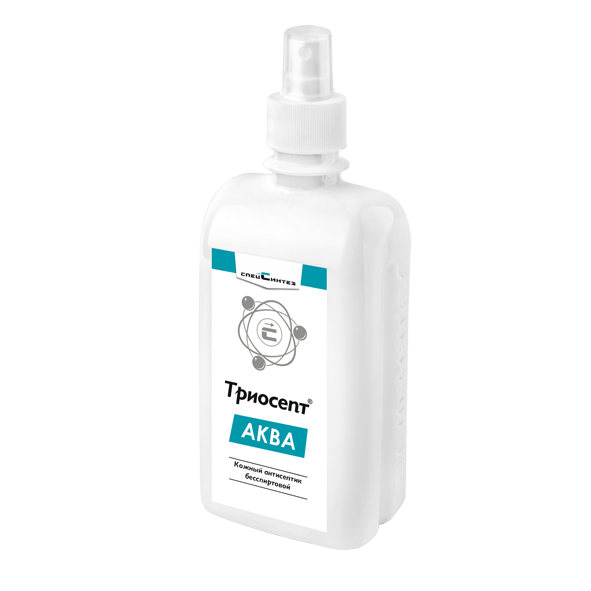 СПЕЦСИНТЕЗ
С
Триосепт®
АКВА
Кожный антисептик
бесспиртовой